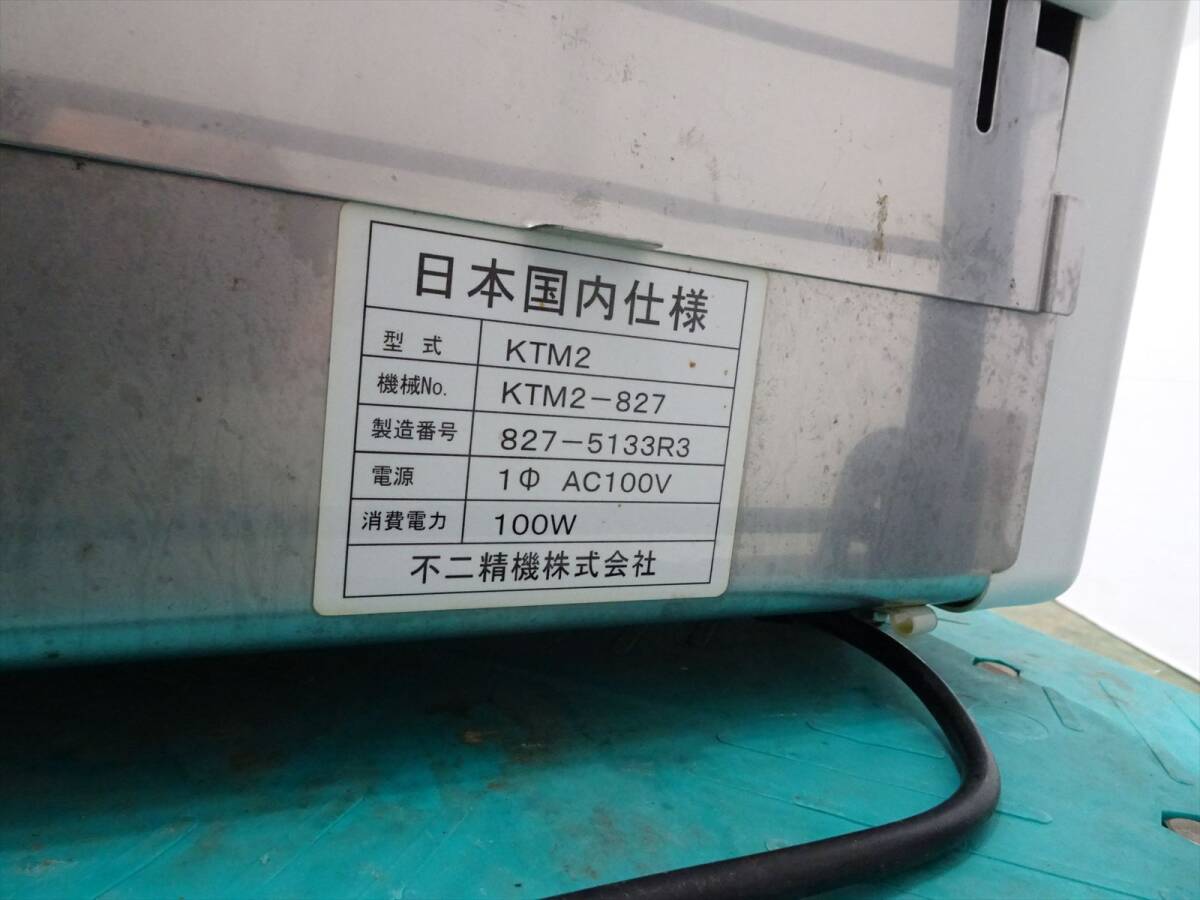 日本国内仕様
型式 KTM2
機械No. KTM2-827
製造番号 827-5133R3
電源 1Φ AC100V
消費電力 100W
不二精機株式会社